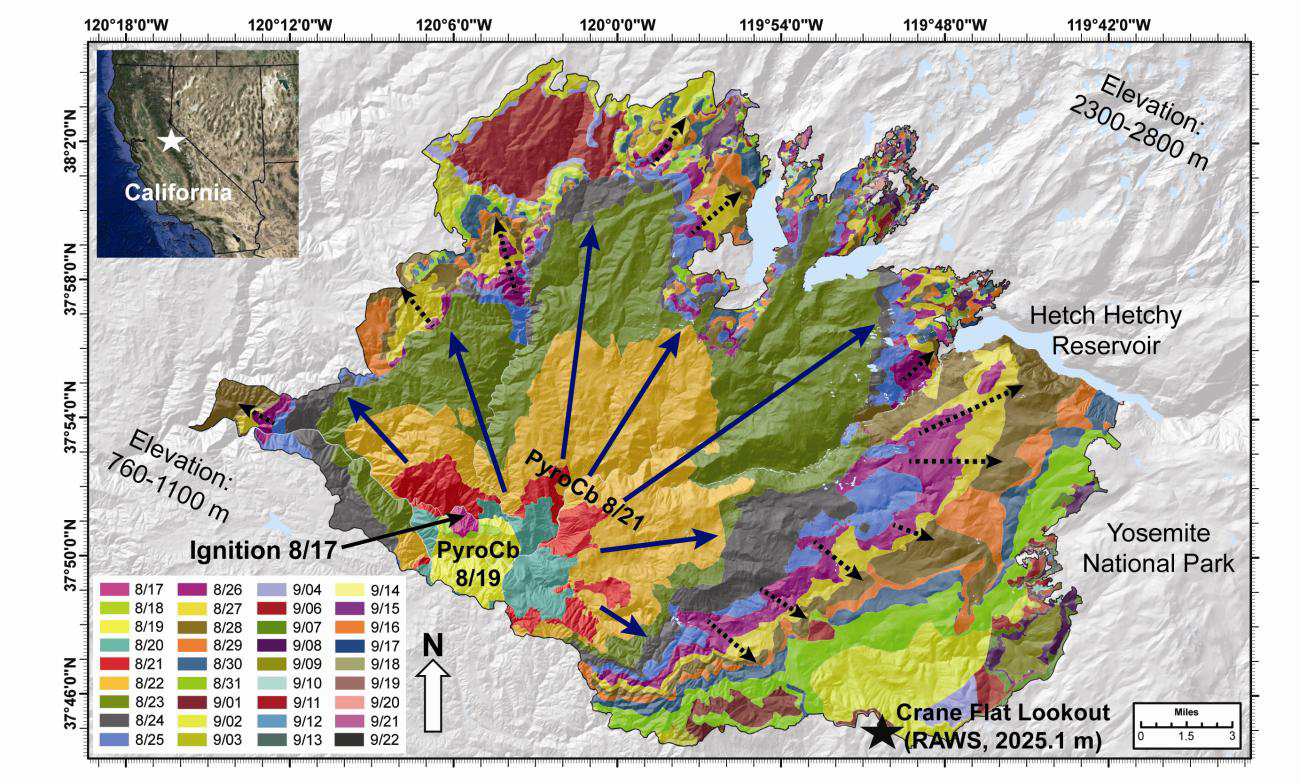 120°18'0"W 120°12'0"W 120°6'0"W 120°0'0"W 119°54'0"W 119°48'0"W 119°42'0"W
38°2'0"N
37°58'0"N
37°54'0"N
37°50'0"N
37°46'0"N
California
Elevation:
2300-2800 m
Hetch Hetchy
Reservoir
Elevation:
760-1100 m
PyroCb 8/21
Ignition 8/17
PyroCb
8/19
Yosemite
National Park
8/17 8/26 9/04 9/14
8/18 8/27 9/06 9/15
8/19 8/28 9/07 9/16
8/20 8/29 9/08 9/17
8/21 8/30 9/09 9/18
8/22 8/31 9/10 9/19
8/23 9/01 9/11 9/20
8/24 9/02 9/12 9/21
8/25 9/03 9/13 9/22
N
Crane Flat Lookout
(RAWS, 2025.1 m)
Miles
0 1.5 3